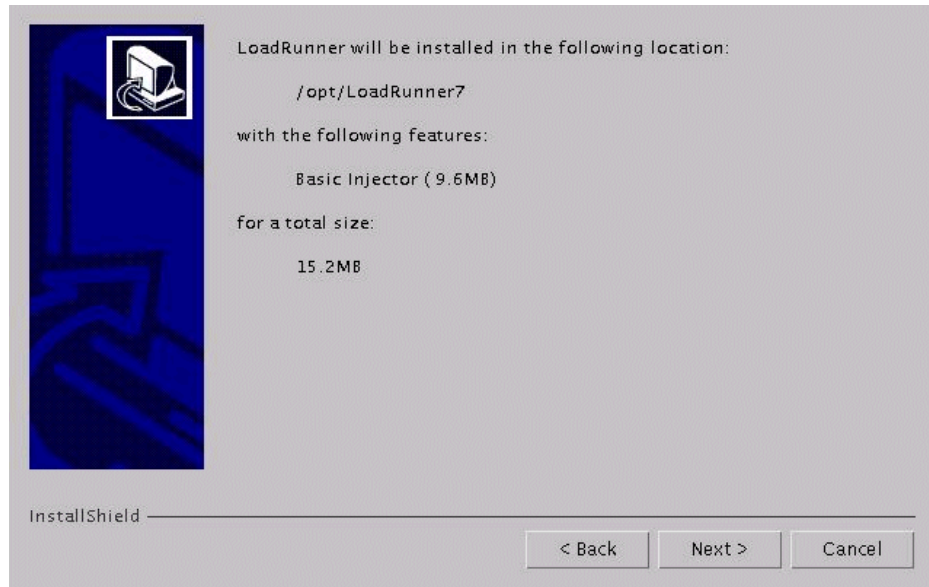 LoadRunner will be installed in the following location:
/opt/LoadRunner7
with the following features:
Basic Injector ( 9.6MB)
for a total size:
15.2MB
InstallShield
< Back
Next >
Cancel